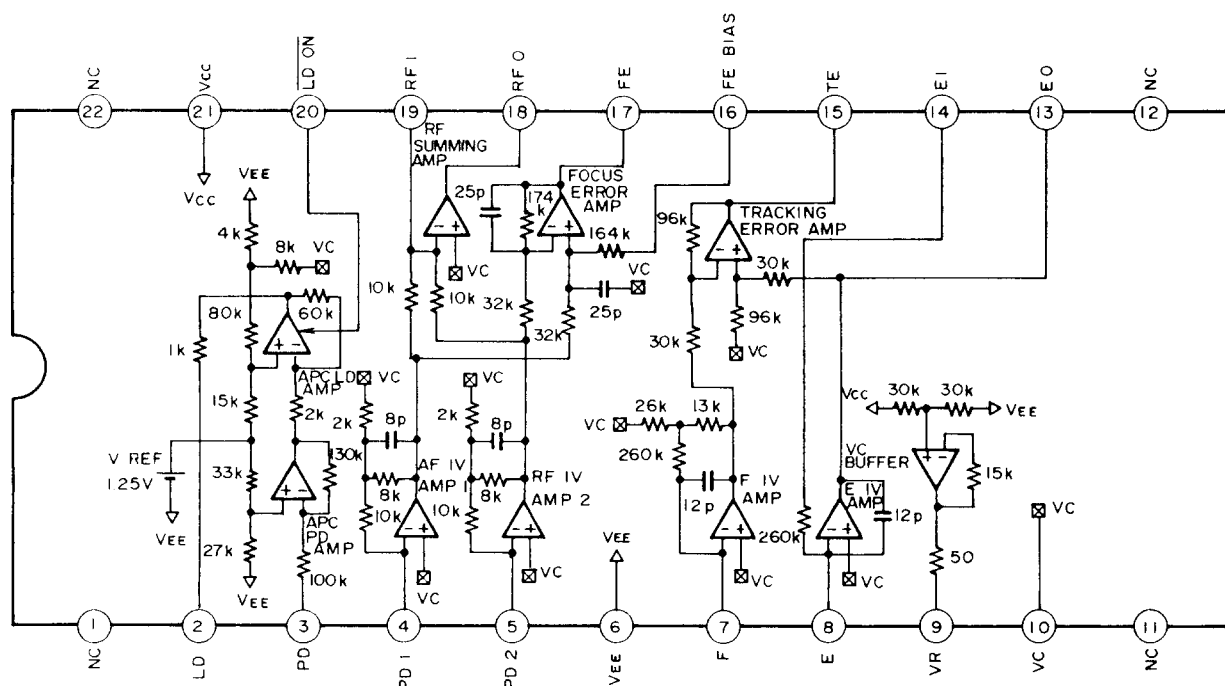 NC
Vcc
LD ON
RF I
RF O
FE
FE BIAS
TE
EI
EO
NC
22
21
20
19
18
17
16
15
14
13
12
RF
SUMMING
AMP
FOCUS
ERROR
AMP
VEE
VCC
25p
174
k
164k
96k
TRACKING
ERROR AMP
4k
8k
VC
VC
VC
30k
10k
10k
32k
32k
25p
96k
80k
60k
30k
VC
1k
APC LD
AMP
VC
VC
15k
2k
2k
8p
2k
8p
26k
13k
VC
Vcc
30k
30k
VEE
V REF
1.25V
33k
130k
8k
AF IV
AMP 1
8k
RF IV
AMP 2
260k
12p
F IV
AMP
VC
BUFFER
E IV
AMP
15k
VEE
27k
APC
PD
AMP
10k
10k
VEE
260k
12p
VC
50
VEE
100k
VC
VC
VC
VC
1
2
3
4
5
6
7
8
9
10
11
NC
LD
PD
PD 1
PD 2
VEE
F
E
VR
VC
NC